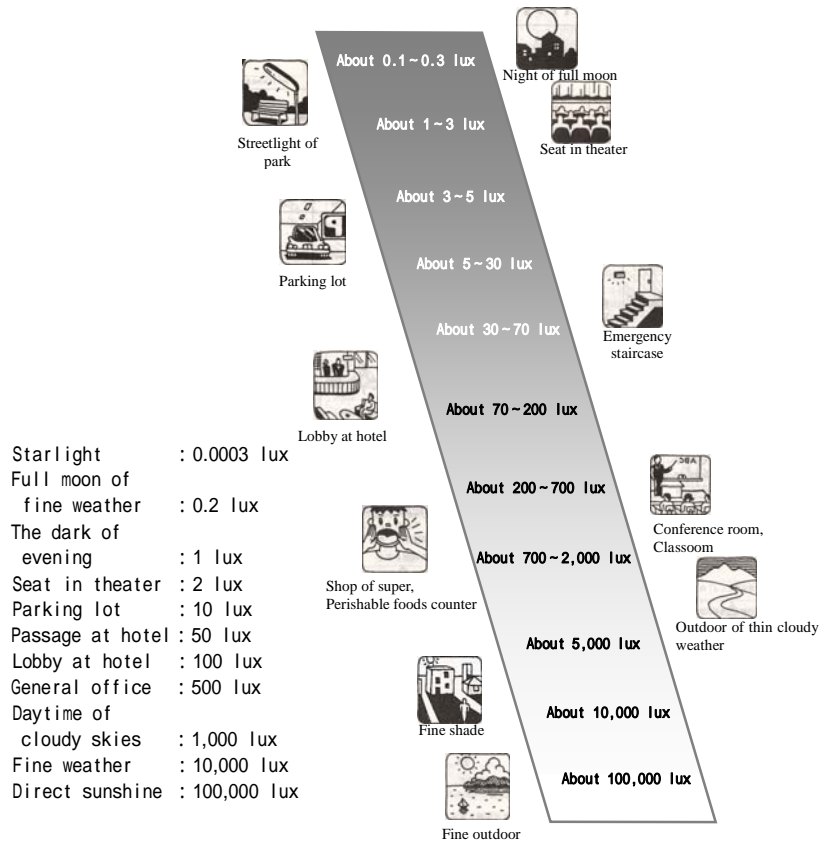 About 0.1~0.3 lux
Night of full moon
Streetlight of
park
About 1~3 lux
Seat in theater
About 3~5 lux
Parking lot
About 5~30 lux
About 30~70 lux
Emergency
staircase
Lobby at hotel
About 70~200 lux
About 200~700 lux
Conference room,
Classoom
Shop of super,
Perishable foods counter
About 700~2,000 lux
Outdoor of thin cloudy
weather
About 5,000 lux
Fine shade
About 10,000 lux
About 100,000 lux
Fine outdoor
Starlight : 0.0003 lux
Full moon of
fine weather : 0.2 lux
The dark of
evening : 1 lux
Seat in theater : 2 lux
Parking lot : 10 lux
Passage at hotel : 50 lux
Lobby at hotel : 100 lux
General office : 500 lux
Daytime of
cloudy skies : 1,000 lux
Fine weather : 10,000 lux
Direct sunshine : 100,000 lux